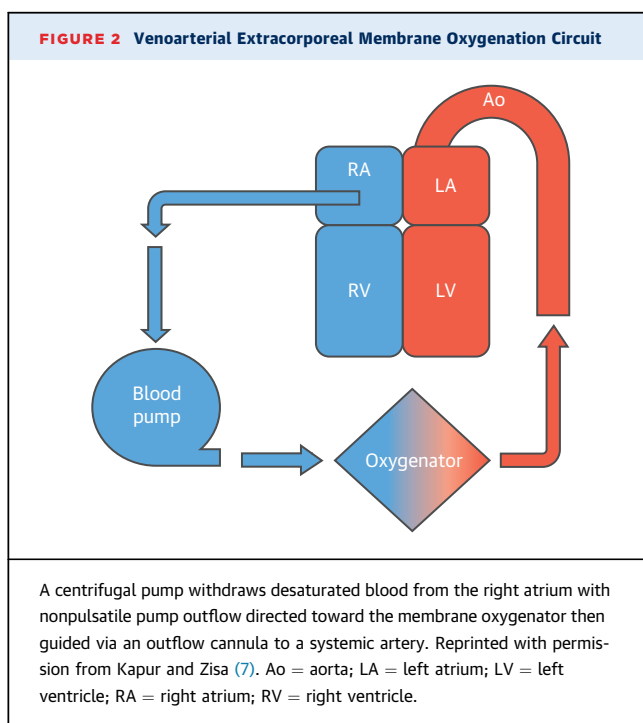 FIGURE 2 Venoarterial Extracorporeal Membrane Oxygenation Circuit
Ao
RA
LA
RV
LV
Blood
pump
Oxygenator
A centrifugal pump withdraws desaturated blood from the right atrium with
nonpulsatile pump outflow directed toward the membrane oxygenator then
guided via an outflow cannula to a systemic artery. Reprinted with permis-
sion from Kapur and Zisa (7). Ao = aorta; LA = left atrium; LV = left
ventricle; RA = right atrium; RV = right ventricle.